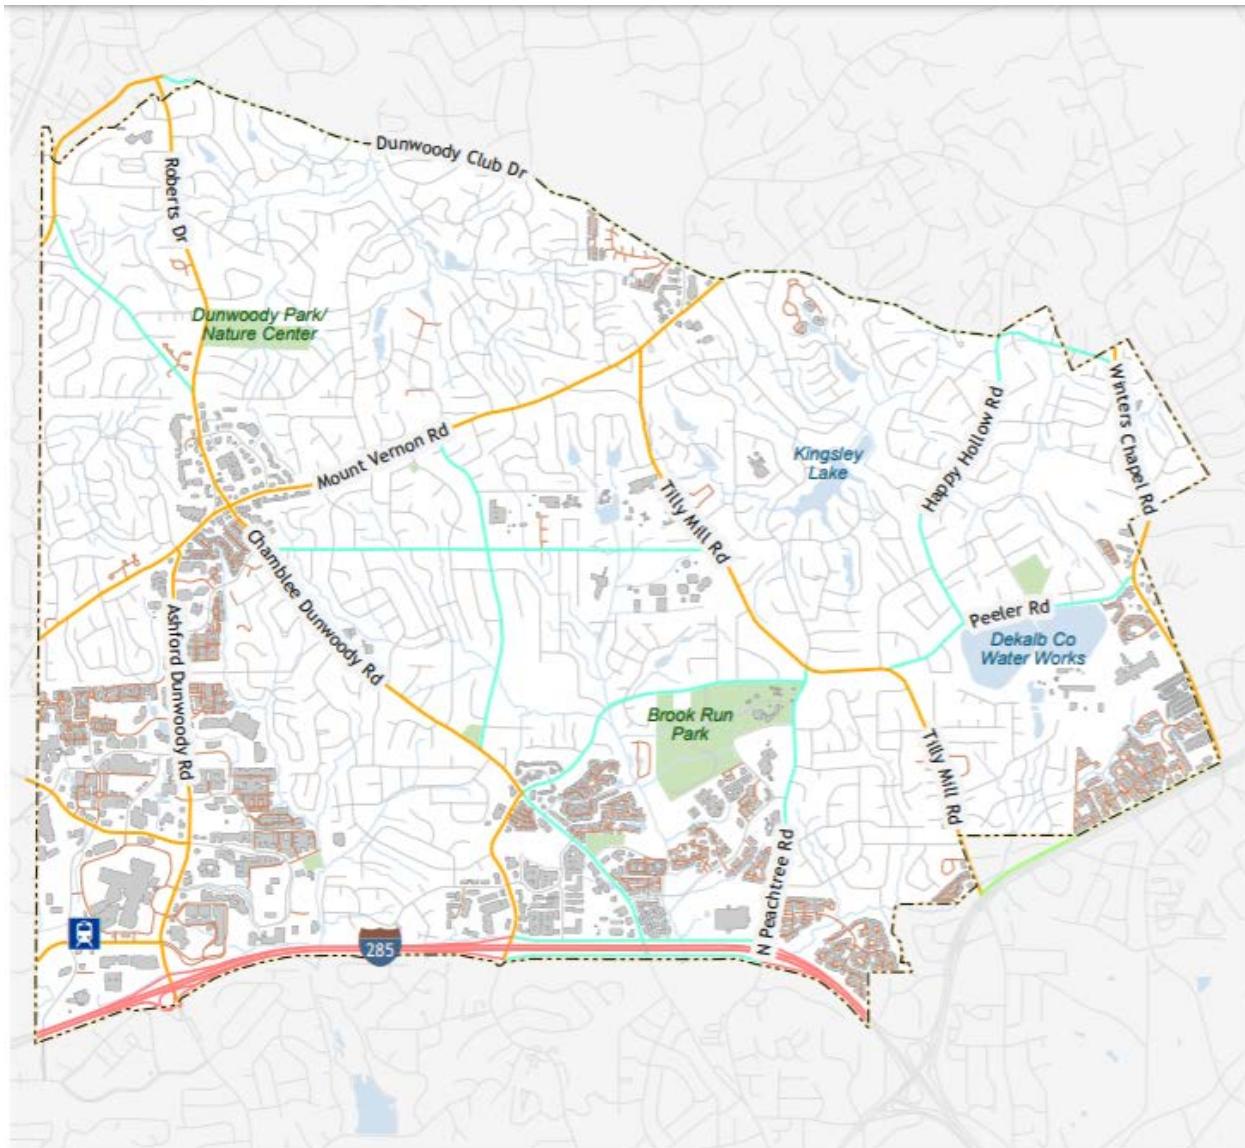 Dunwoody Club Dr
Roberts Dr
Dunwoody Park/
Nature Center
Winters Chapel Rd
Happy Hollow Rd
Mount Vernon Rd
Kingsley
Lake
Tilly Mill Rd
Chamblee Dunwoody Rd
Ashford Dunwoody Rd
Peeler Rd
Dekalb Co
Water Works
Brook Run
Park
Tilly Mill Rd
N Peachtree Rd
285